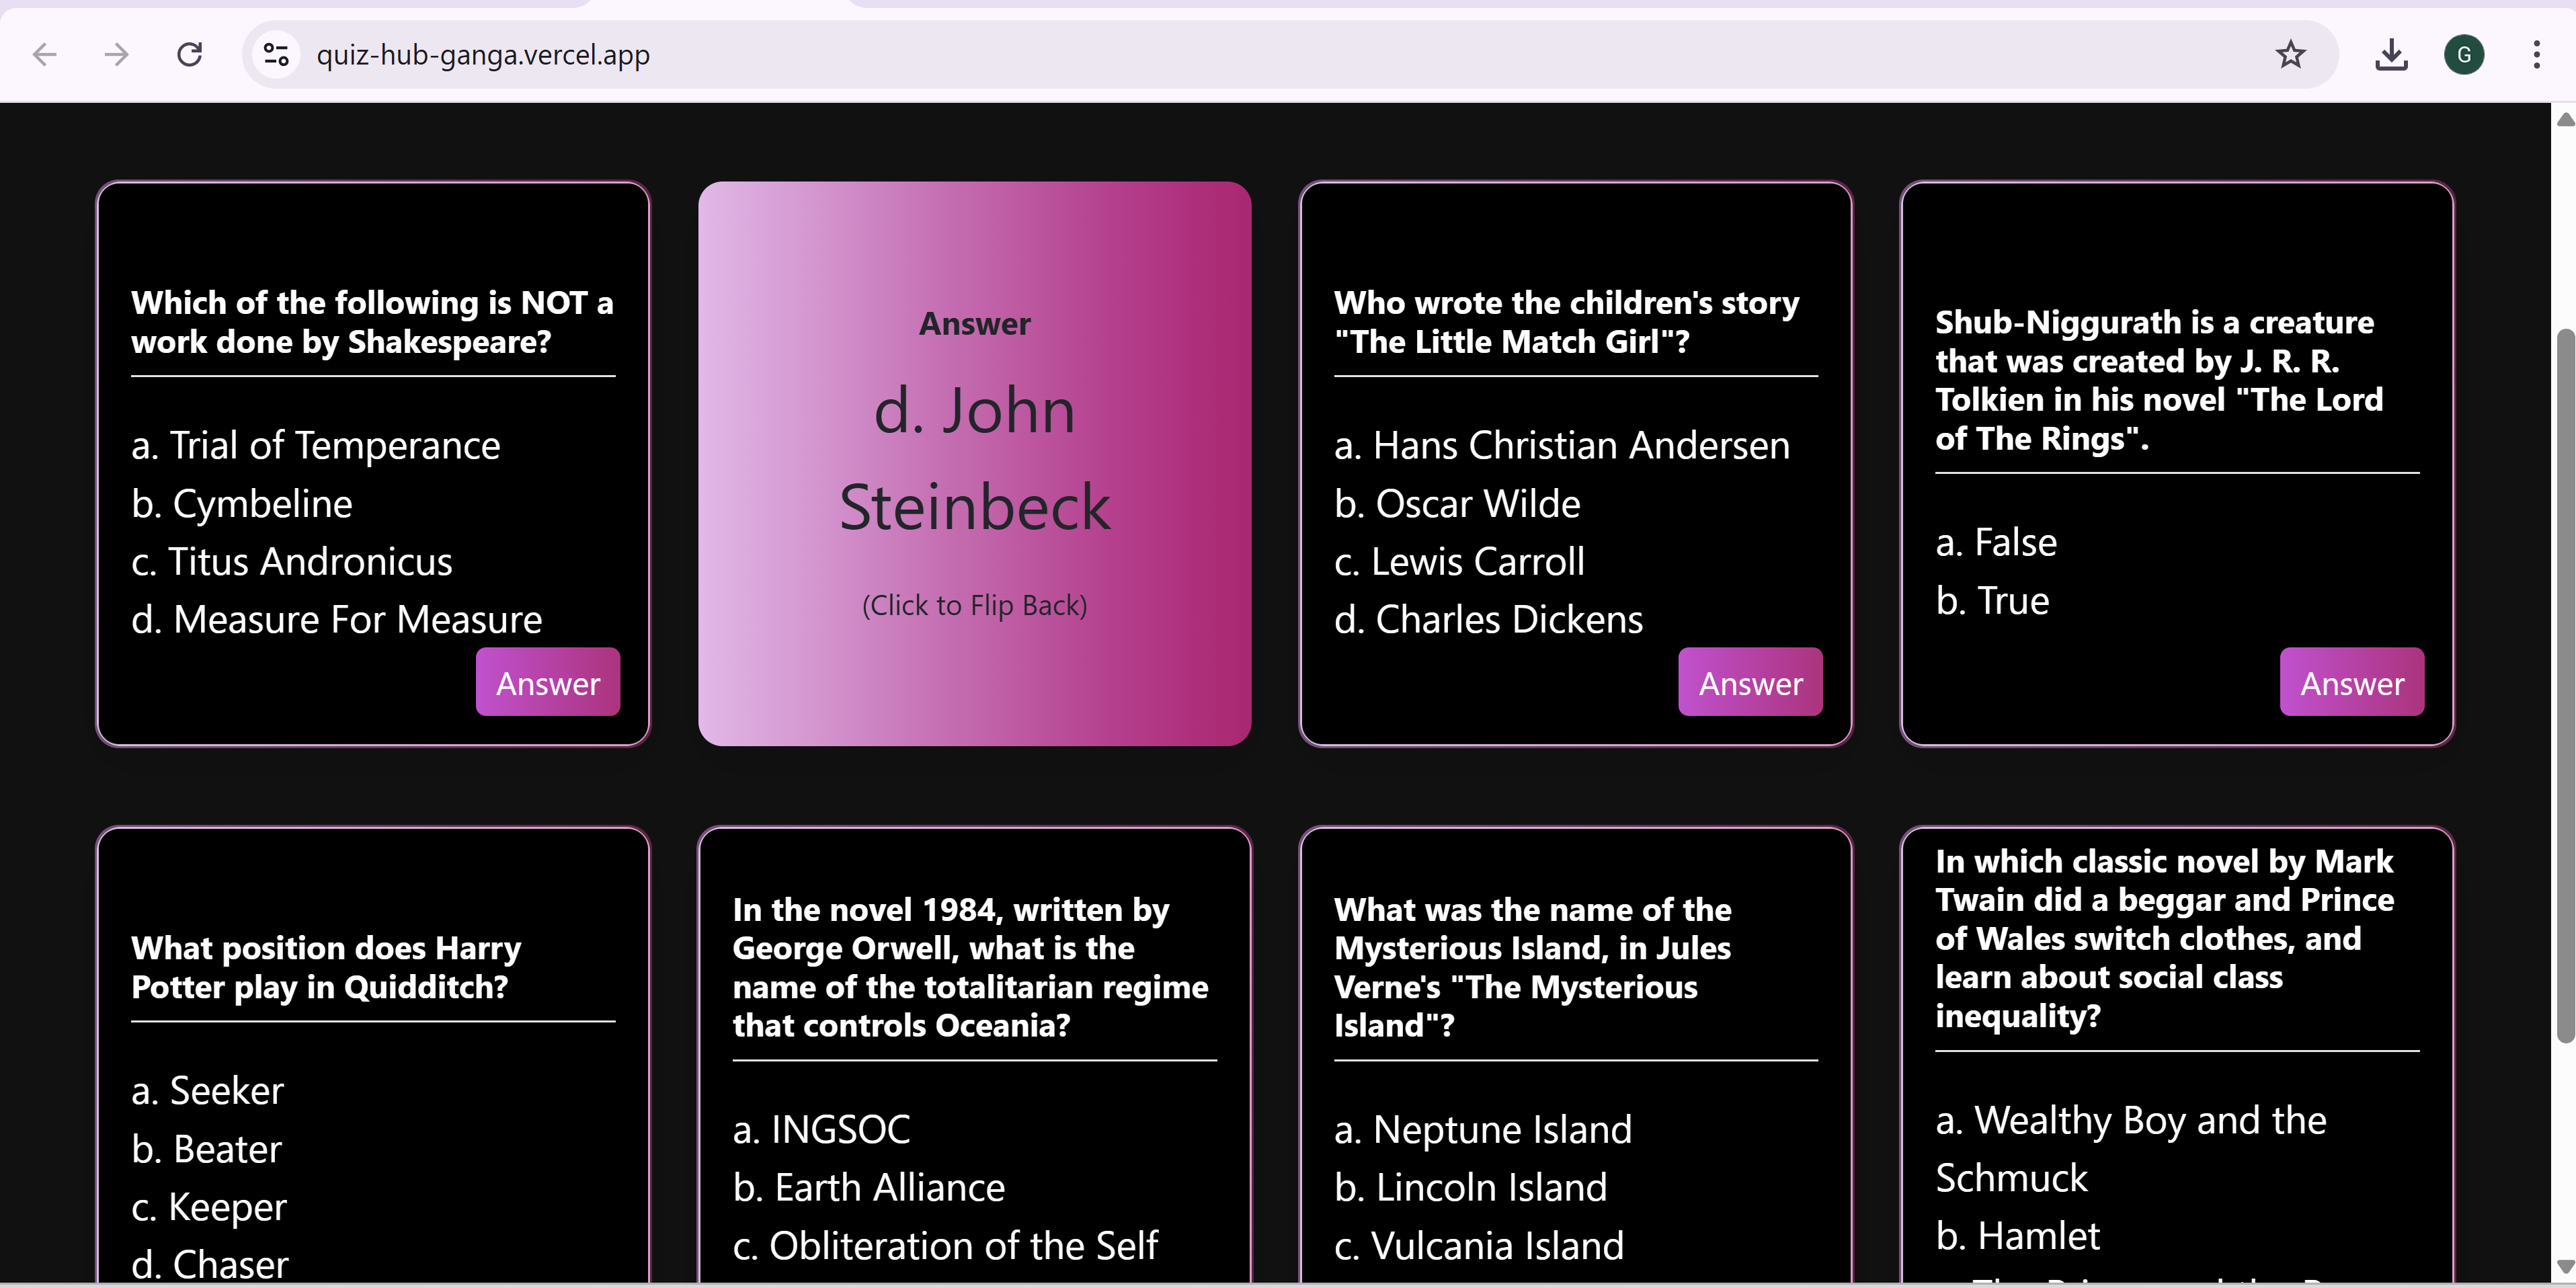 quiz-hub-ganga.vercel.app
G
Which of the following is NOT a
work done by Shakespeare?
a. Trial of Temperance
b. Cymbeline
c. Titus Andronicus
d. Measure For Measure
Answer
Answer
d. John
Steinbeck
(Click to Flip Back)
Who wrote the children's story
"The Little Match Girl"?
a. Hans Christian Andersen
b. Oscar Wilde
c. Lewis Carroll
d. Charles Dickens
Answer
Shub-Niggurath is a creature
that was created by J. R. R.
Tolkien in his novel "The Lord
of The Rings".
a. False
b. True
Answer
What position does Harry
Potter play in Quidditch?
a. Seeker
b. Beater
c. Keeper
d. Chaser
In the novel 1984, written by
George Orwell, what is the
name of the totalitarian regime
that controls Oceania?
a. INGSOC
b. Earth Alliance
c. Obliteration of the Self
What was the name of the
Mysterious Island, in Jules
Verne's "The Mysterious
Island"?
a. Neptune Island
b. Lincoln Island
c. Vulcania Island
In which classic novel by Mark
Twain did a beggar and Prince
of Wales switch clothes, and
learn about social class
inequality?
a. Wealthy Boy and the
Schmuck
b. Hamlet